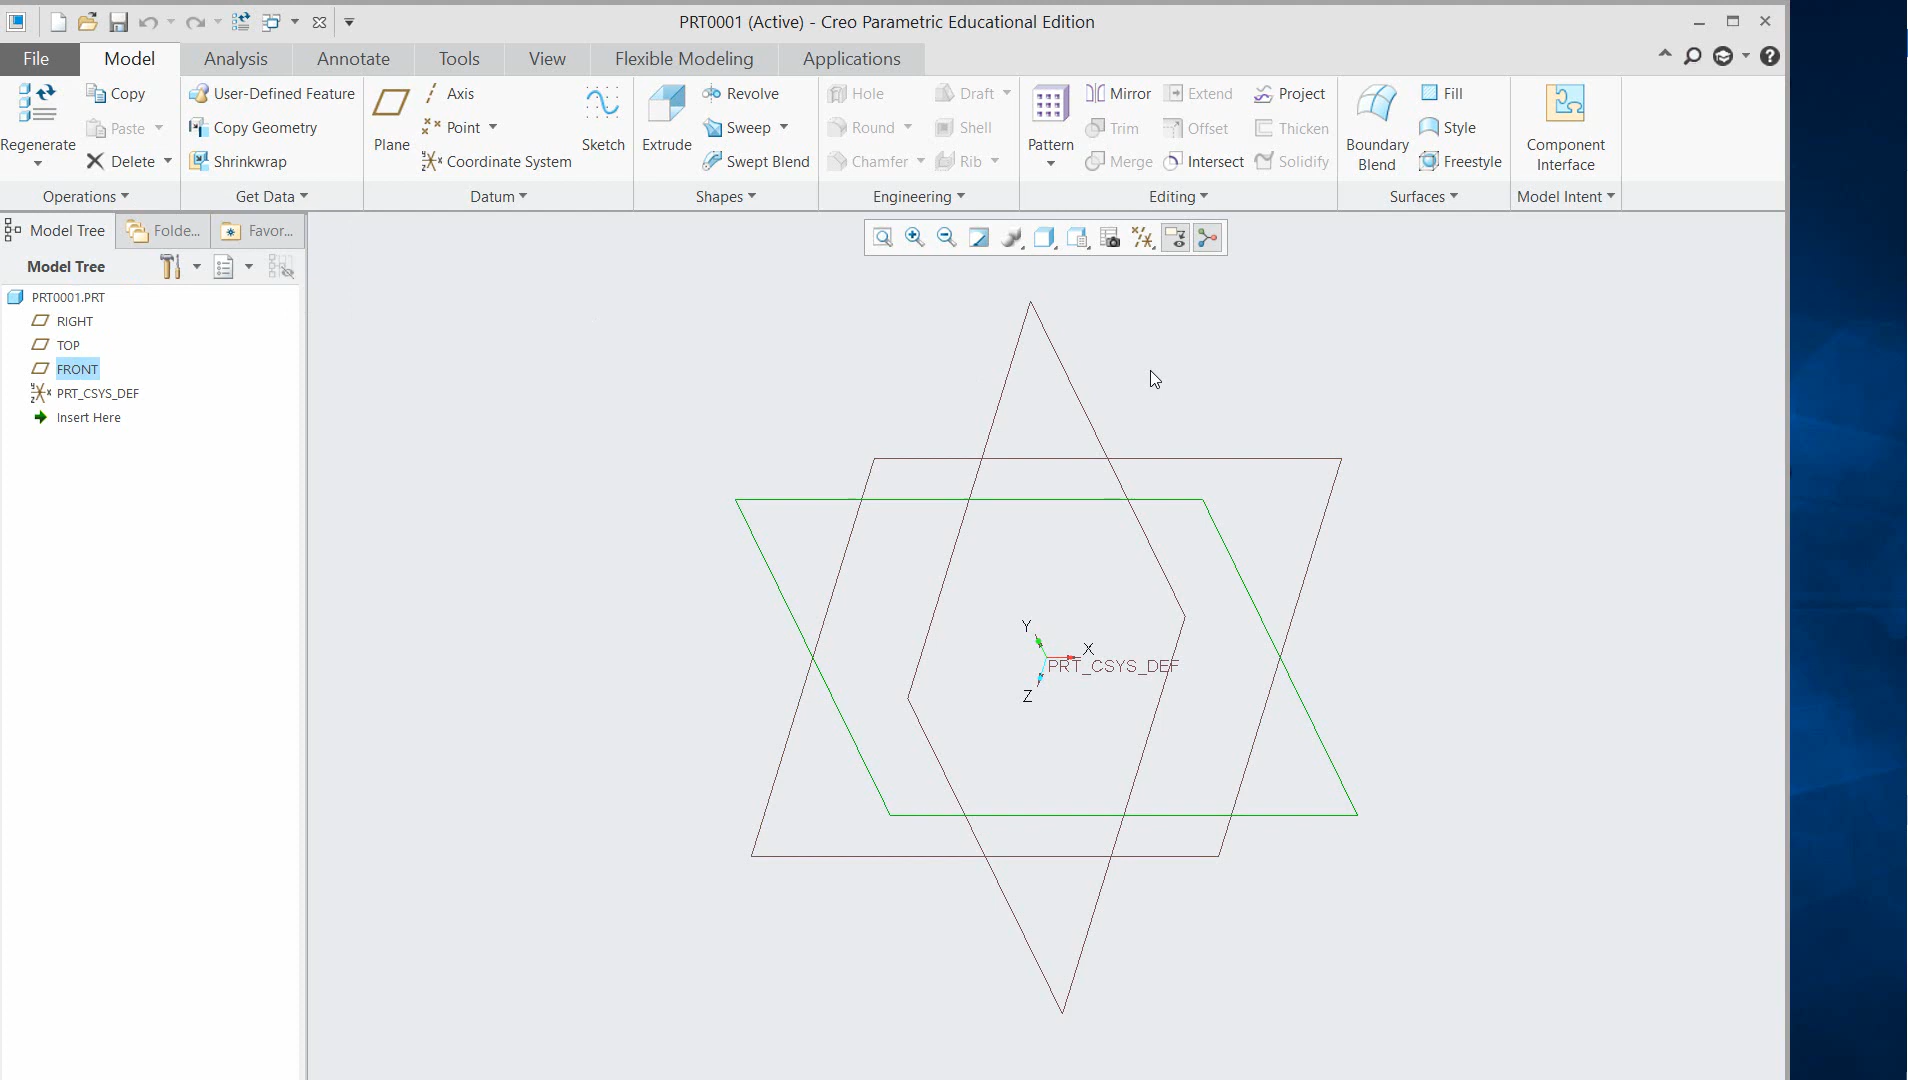 PRT0001 (Active) - Creo Parametric Educational Edition
File Model Analysis Annotate Tools View Flexible Modeling Applications
Regenerate
Copy
Paste
Delete
Operations
User-Defined Feature
Copy Geometry
Shrinkwrap
Get Data
Plane
Axis
Point
Coordinate System
Sketch
Datum
Extrude
Revolve
Sweep
Swept Blend
Shapes
Hole
Round
Chamfer
Draft
Shell
Rib
Engineering
Pattern
Mirror
Trim
Merge
Extend
Offset
Intersect
Project
Thicken
Solidify
Editing
Boundary
Blend
Fill
Style
Freestyle
Surfaces
Component
Interface
Model Intent
Model Tree Folde... Favor...
Model Tree
PRT0001.PRT
RIGHT
TOP
FRONT
PRT_CSYS_DEF
Insert Here
Y
X
PRT_CSYS_DEF
Z